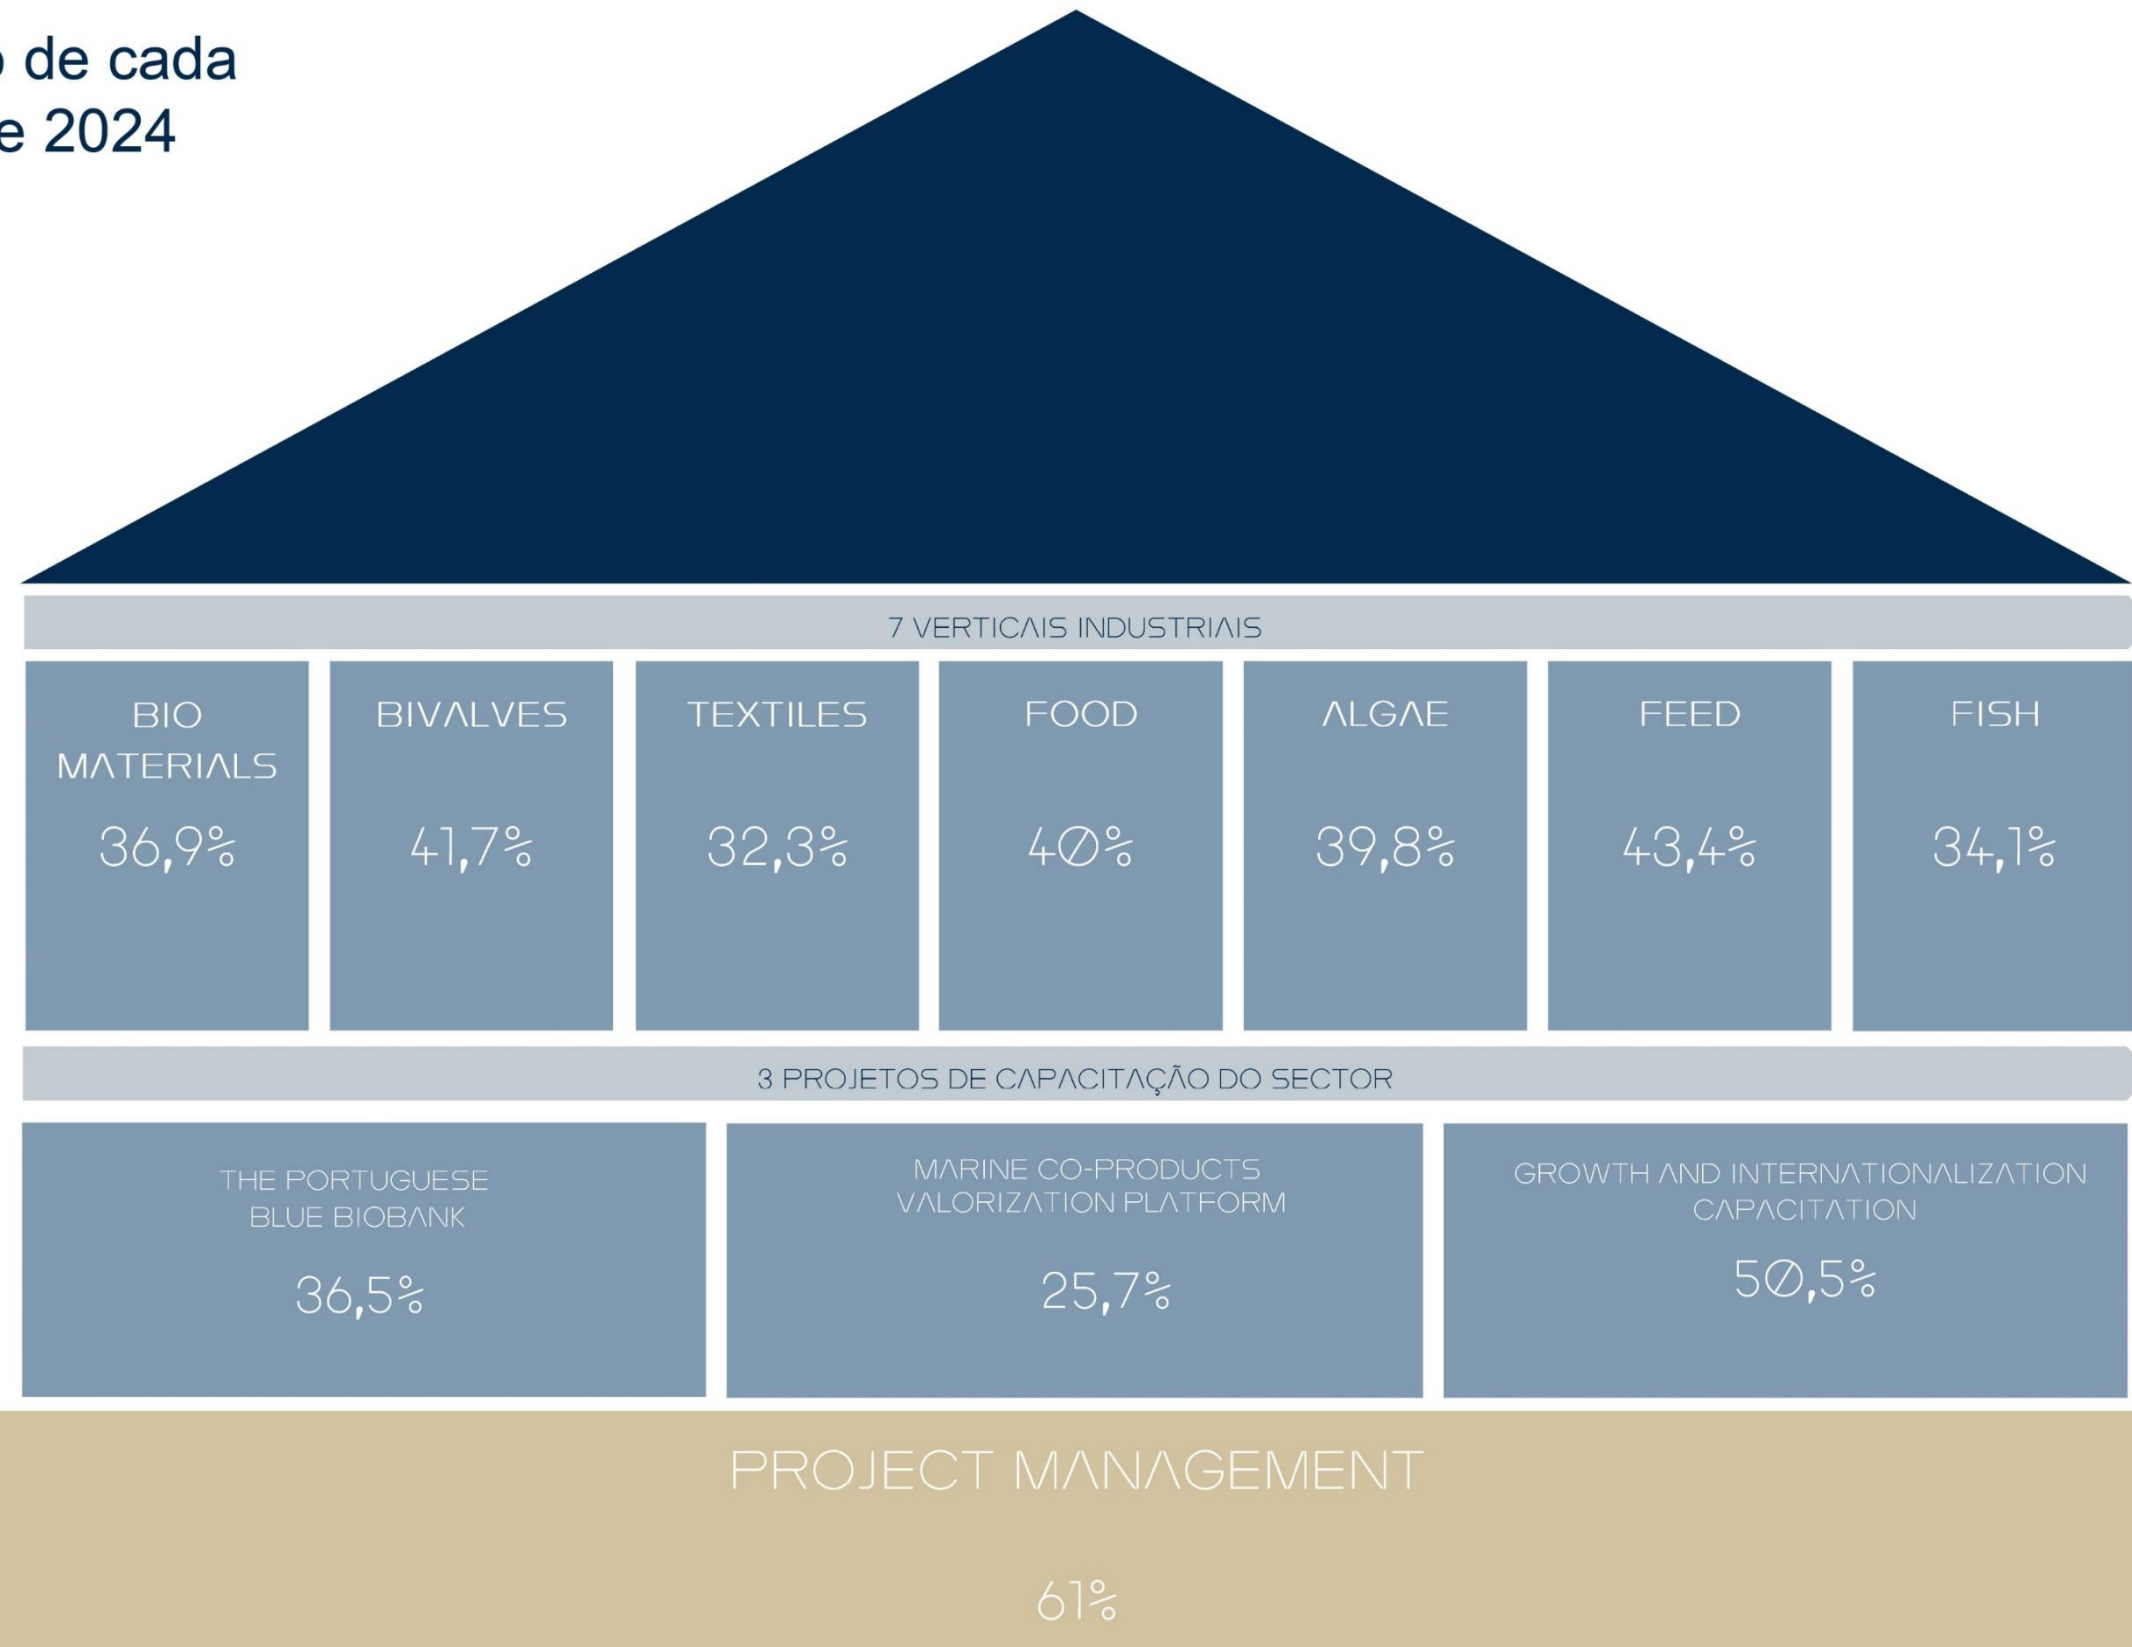 de cada
2024
7 VERTICAIS INDUSTRIAIS
BIO
MATERIALS
36,9%
BIVALVES
41,7%
TEXTILES
32,3%
FOOD
40%
ALGAE
39,8%
FEED
43,4%
FISH
34,1%
3 PROJETOS DE CAPACITAÇÃO DO SECTOR
THE PORTUGUESE
BLUE BIOBANK
36,5%
MARINE CO-PRODUCTS
VALORIZATION PLATFORM
25,7%
GROWTH AND INTERNATIONALIZATION
CAPACITATION
50,5%
PROJECT MANAGEMENT
61%